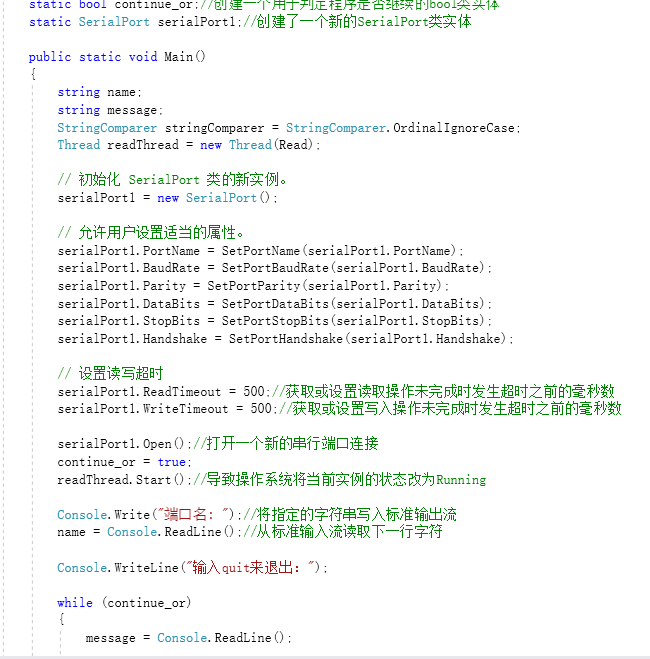 static bool continue_or;//创建一个用于判定程序是否继续的bool类实体
static SerialPort serialPort1;//创建了一个新的SerialPort类实体
public static void Main()
{
string name;
string message;
StringComparer stringComparer = StringComparer.OrdinalIgnoreCase;
Thread readThread = new Thread(Read);
// 初始化 SerialPort 类的新实例。
serialPort1 = new SerialPort();
// 允许用户设置适当的属性。
serialPort1.PortName = SetPortName(serialPort1.PortName);
serialPort1.BaudRate = SetPortBaudRate(serialPort1.BaudRate);
serialPort1.Parity = SetPortParity(serialPort1.Parity);
serialPort1.DataBits = SetPortDataBits(serialPort1.DataBits);
serialPort1.StopBits = SetPortStopBits(serialPort1.StopBits);
serialPort1.Handshake = SetPortHandshake(serialPort1.Handshake);
// 设置读写超时
serialPort1.ReadTimeout = 500;//获取或设置读取操作未完成时发生超时之前的毫秒数
serialPort1.WriteTimeout = 500;//获取或设置写入操作未完成时发生超时之前的毫秒数
serialPort1.Open();//打开一个新的串行端口连接
continue_or = true;
readThread.Start();//导致操作系统将当前实例的状态改为Running
Console.Write("端口名：");//将指定的字符串写入标准输出流
name = Console.ReadLine();//从标准输入流读取下一行字符
Console.WriteLine("输入quit来退出：");
while (continue_or)
{
message = Console.ReadLine();